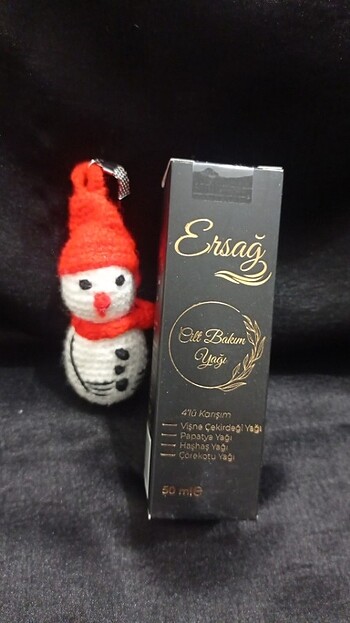 Ersağ
Cilt Bakım
Yağı
4'lü Karışım
Vişne Çekirdeği Yağı
Papatya Yağı
Haşhaş Yağı
Çörekotu Yağı
50 ml ℮